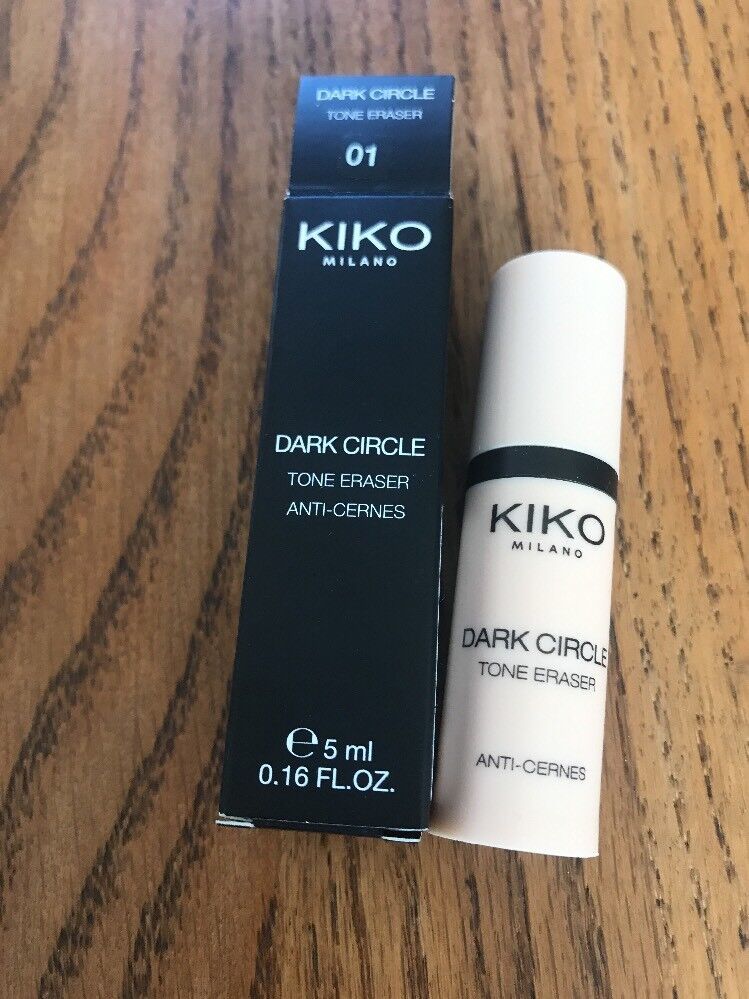 DARK CIRCLE
TONE ERASER
01
KIKO
MILANO
DARK CIRCLE
TONE ERASER
ANTI-CERNES
℮ 5 ml
0.16 FL.OZ.
KIKO
MILANO
DARK CIRCLE
TONE ERASER
ANTI-CERNES